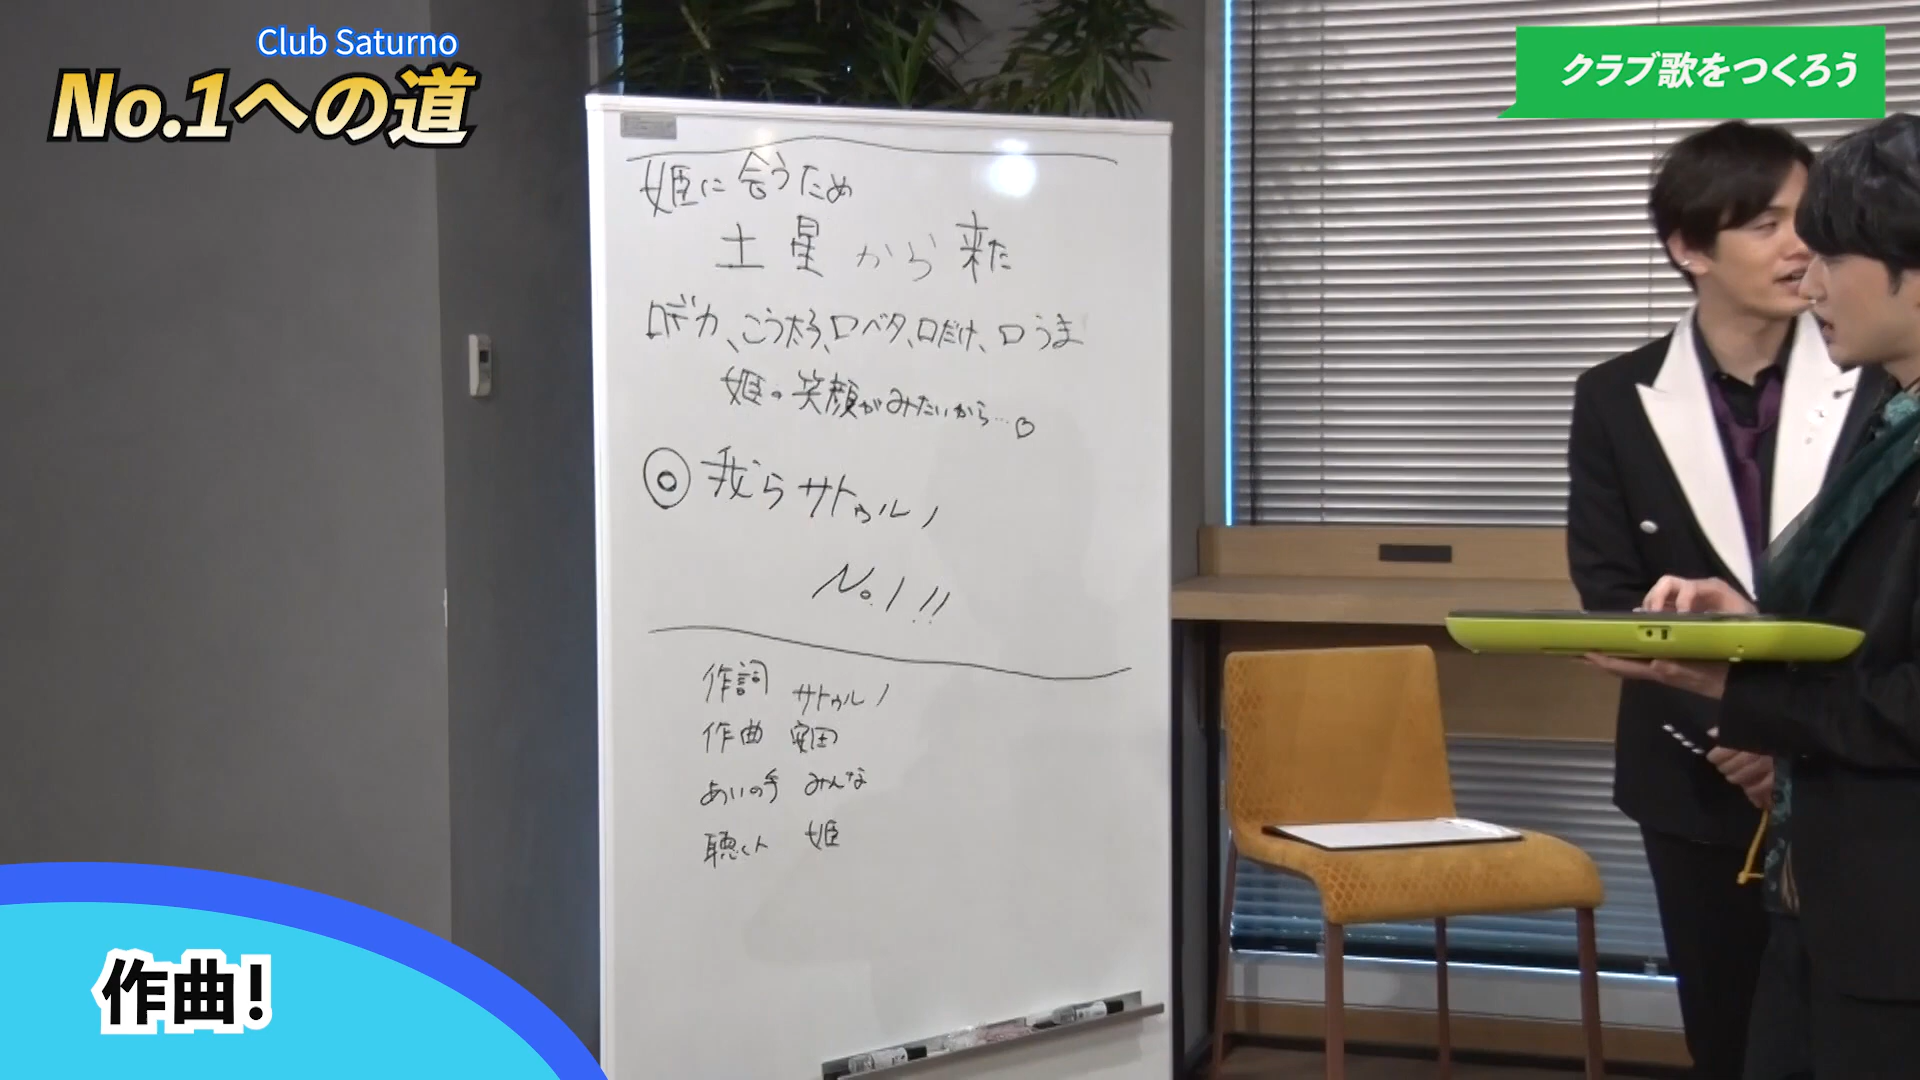 Club Saturno
No.1への道
クラブ歌をつくろう
姫に会うため
土星から来た
ロデカ、こうたろう、口ベタ、口だけ、口うま
姫の笑顔がみたいから…♡
◎我らサトゥルノ
No.1!!
作詞 サトゥルノ
作曲 安田
あいの手 みんな
聴く人 姫
作曲!